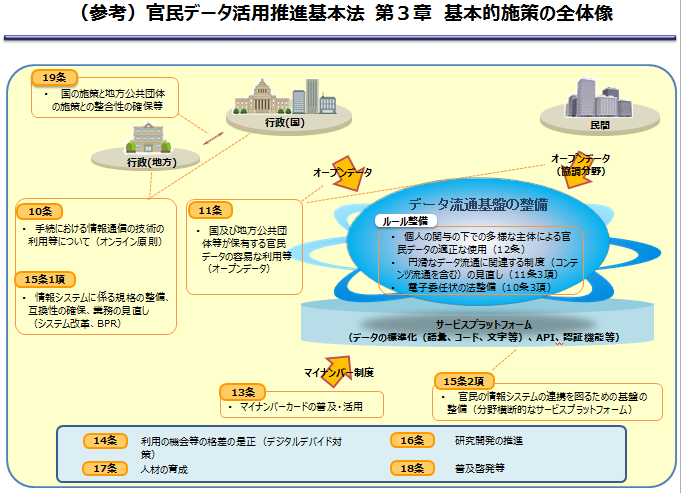 （参考）官民データ活用推進基本法 第３章 基本的施策の全体像
19条
・ 国の施策と地方公共団体
の施策との整合性の確保等
行政(国)
民間
行政(地方)
オープンデータ
オープンデータ
（協調分野）
10条
・ 手続における情報通信の技術の
利用等について（オンライン原則）
15条1項
・ 情報システムに係る規格の整備、
互換性の確保、業務の見直し
（システム改革、BPR）
11条
・ 国及び地方公共団
体等が保有する官民
データの容易な利用等
（オープンデータ）
データ流通基盤の整備
ルール整備
・ 個人の関与の下での多様な主体による官
民データの適正な使用（12条）
・ 円滑なデータ流通に関連する制度（コンテ
ンツ流通を含む）の見直し（11条3項）
・ 電子委任状の法整備（10条3項）
サービスプラットフォーム
（データの標準化（語彙、コード、文字等）、API、認証機能等）
マイナンバー制度
13条
・ マイナンバーカードの普及・活用
15条2項
・ 官民の情報システムの連携を図るための基盤の
整備（分野横断的なサービスプラットフォーム）
14条
利用の機会等の格差の是正（デジタルデバイド対
策）
16条
研究開発の推進
17条
人材の育成
18条
普及啓発等